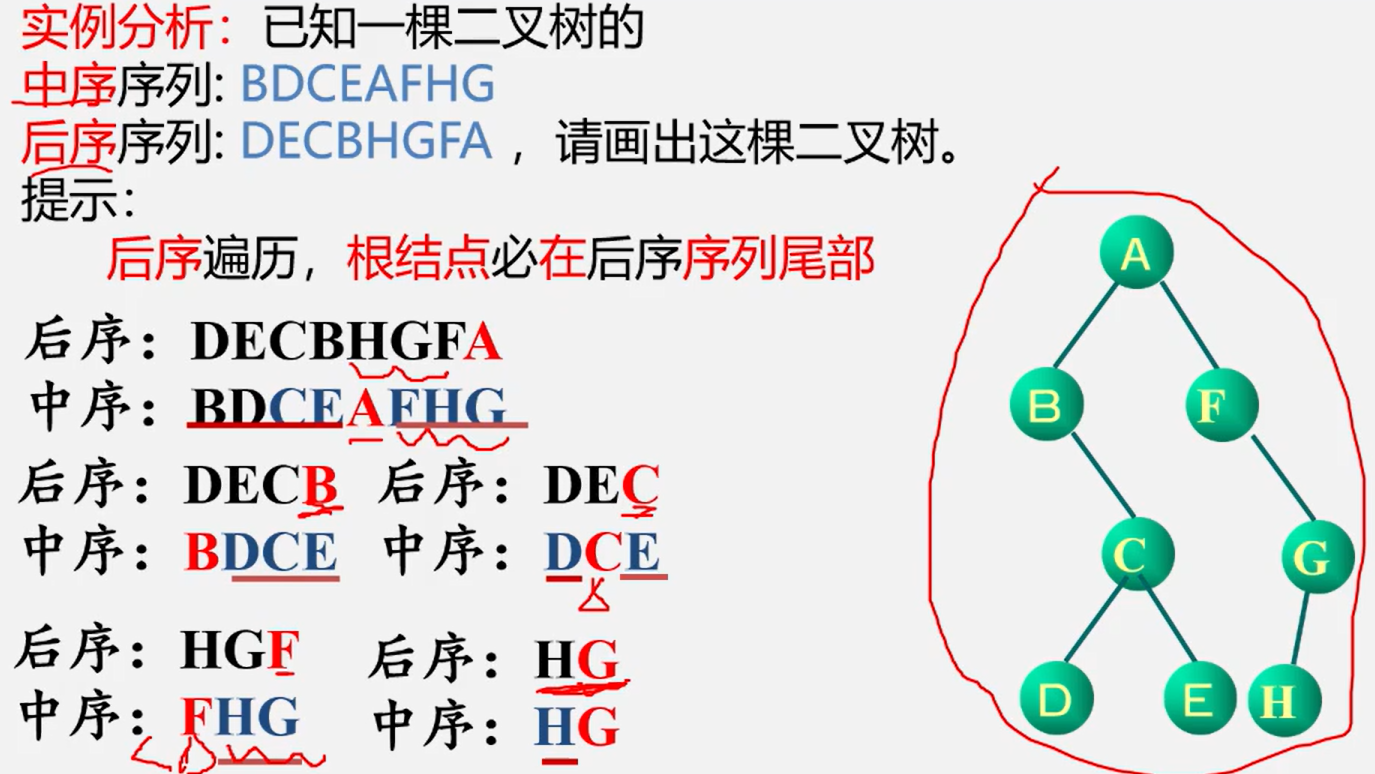 实例分析：已知一棵二叉树的
中序序列: BDCEAFHG
后序序列: DECBHGFA ，请画出这棵二叉树。
提示：
后序遍历，根结点必在后序序列尾部
后序：DECBHGFA
中序：BDCEAFHG
后序：DECB 后序：DEC
中序：BDCE 中序：DCE
后序：HGF 后序：HG
中序：FHG 中序：HG
A
B F
C G
D E H